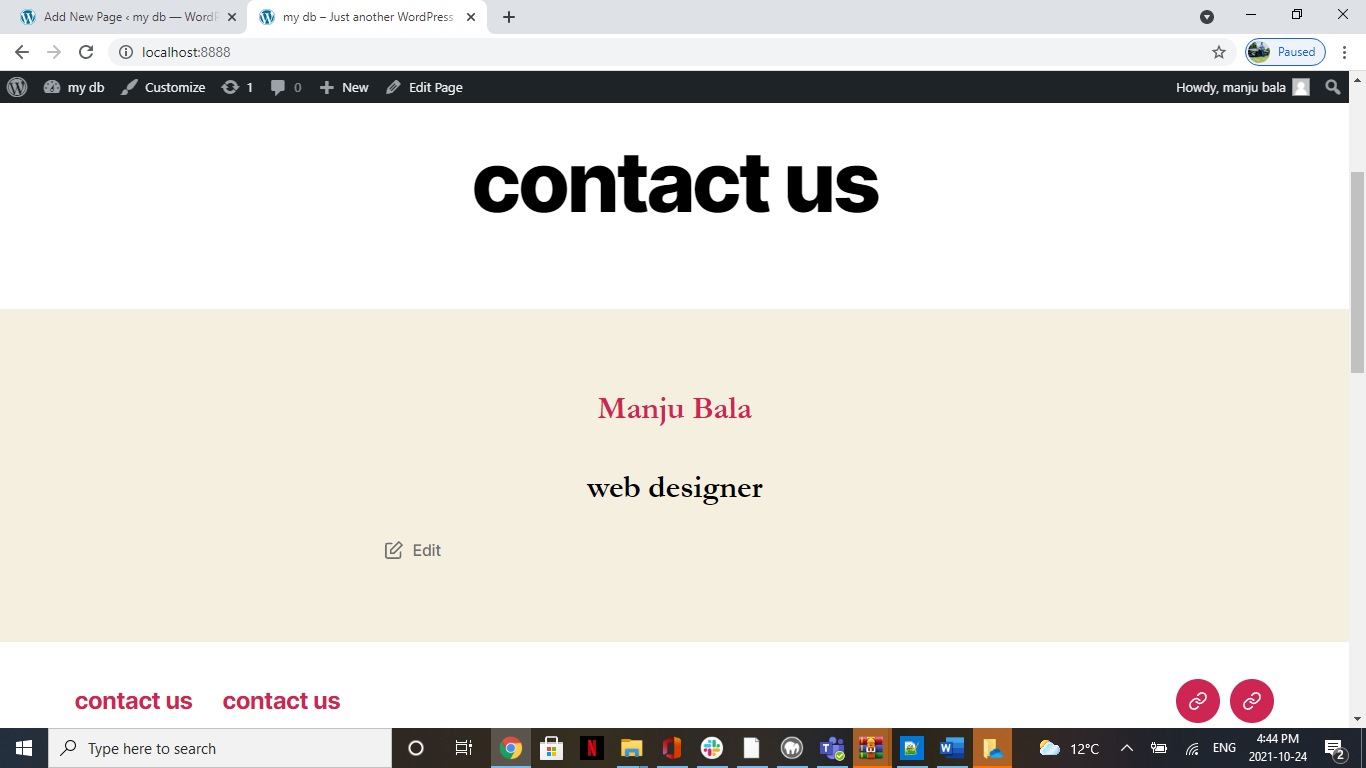 Add New Page ‹ my db — WordP
my db – Just another WordPress
localhost:8888
Paused
my db
Customize
1
0
New
Edit Page
Howdy, manju bala
contact us
Manju Bala
web designer
Edit
contact us
contact us
Type here to search
12°C
ENG
4:44 PM
2021-10-24
2